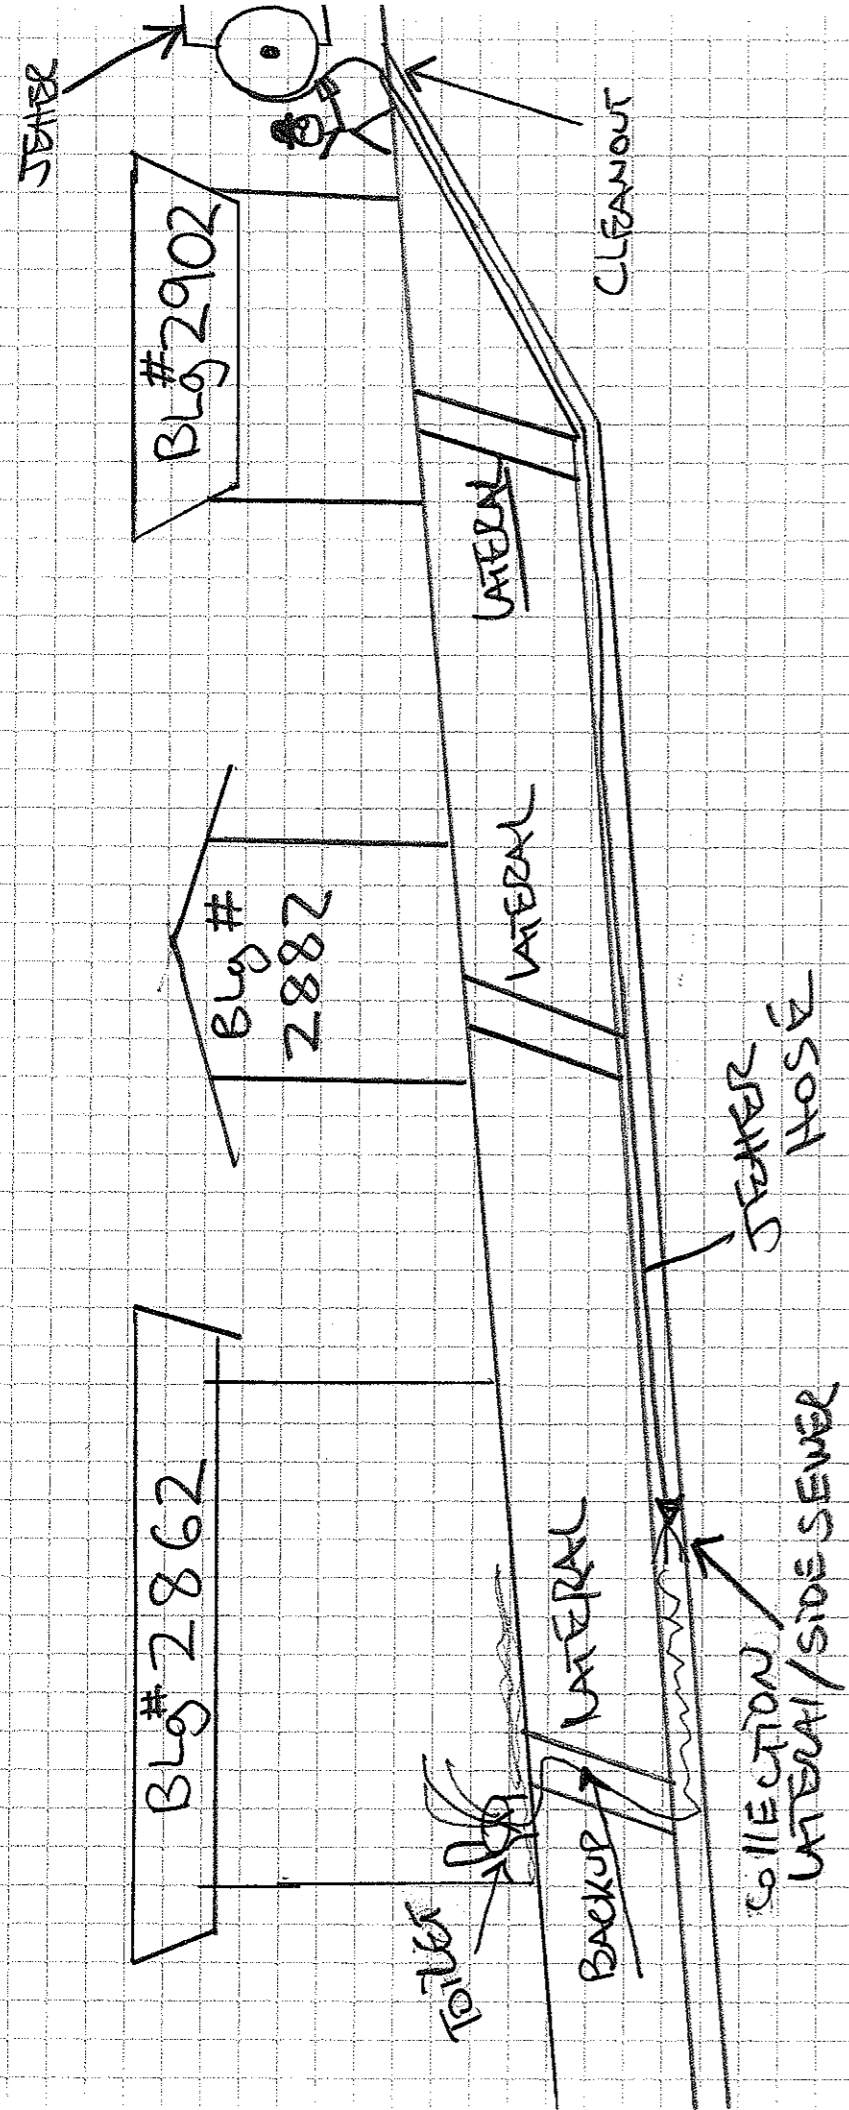 JETTER
BLg # 2902
CLEANOUT
LATERAL
BLg #
2882
LATERAL
JETTER
HOSE
BLg # 2862
LATERAL
TOILET
BACKUP
COllECTION
LATERAl/SIDE SEWER